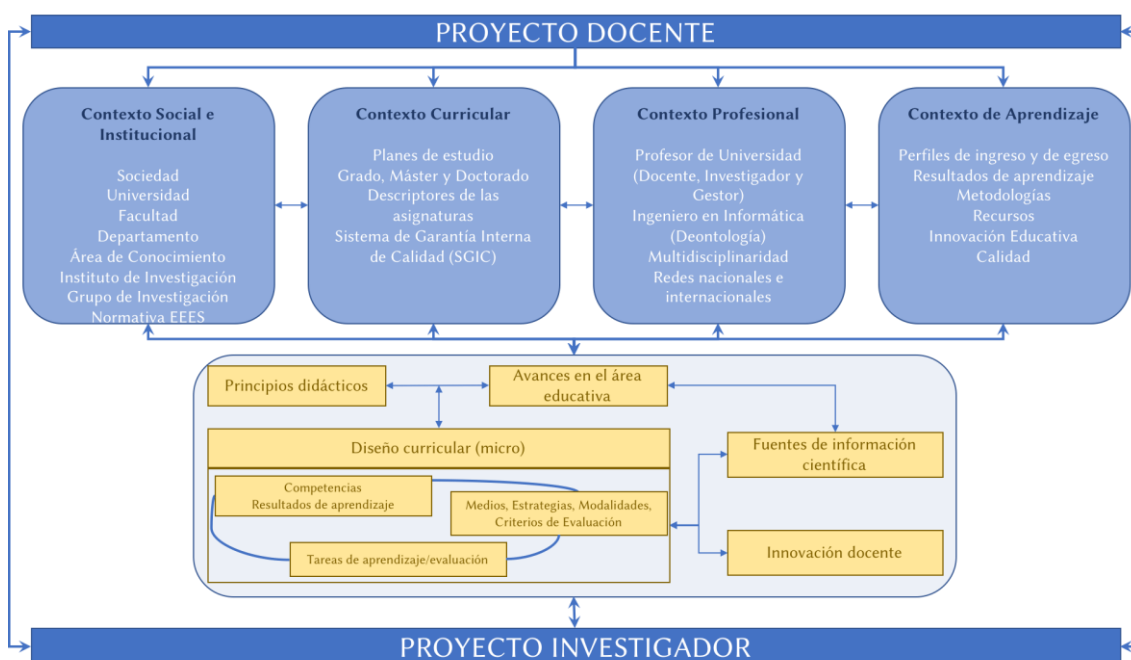 PROYECTO DOCENTE
Contexto Social e
Institucional
Sociedad
Universidad
Facultad
Departamento
Área de Conocimiento
Instituto de Investigación
Grupo de Investigación
Normativa EEES
Contexto Curricular
Planes de estudio
Grado, Máster y Doctorado
Descriptores de las
asignaturas
Sistema de Garantía Interna
de Calidad (SGIC)
Contexto Profesional
Profesor de Universidad
(Docente, Investigador y
Gestor)
Ingeniero en Informática
(Deontología)
Multidisciplinaridad
Redes nacionales e
internacionales
Contexto de Aprendizaje
Perfiles de ingreso y de egreso
Resultados de aprendizaje
Metodologías
Recursos
Innovación Educativa
Calidad
Principios didácticos
Avances en el área
educativa
Diseño curricular (micro)
Competencias
Resultados de aprendizaje
Medios, Estrategias, Modalidades,
Criterios de Evaluación
Tareas de aprendizaje/evaluación
Fuentes de información
científica
Innovación docente
PROYECTO INVESTIGADOR